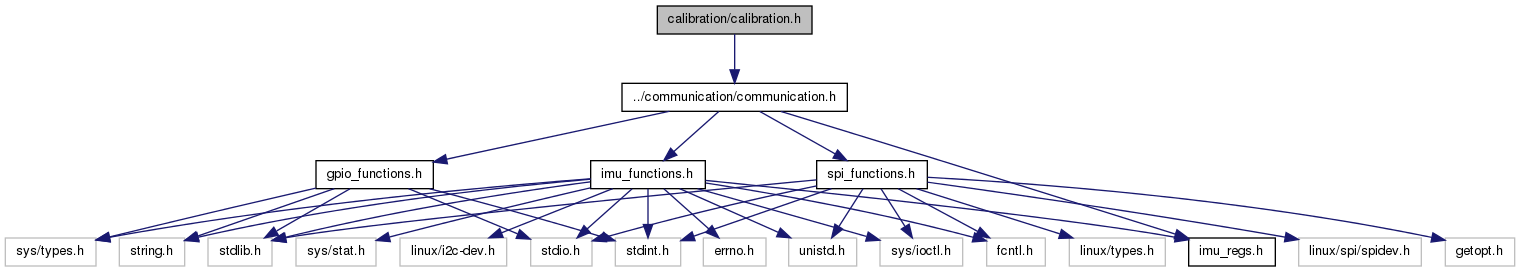 calibration/calibration.h
../communication/communication.h
gpio_functions.h
imu_functions.h
spi_functions.h
sys/types.h
string.h
stdlib.h
sys/stat.h
linux/i2c-dev.h
stdio.h
stdint.h
errno.h
unistd.h
sys/ioctl.h
fcntl.h
linux/types.h
imu_regs.h
linux/spi/spidev.h
getopt.h